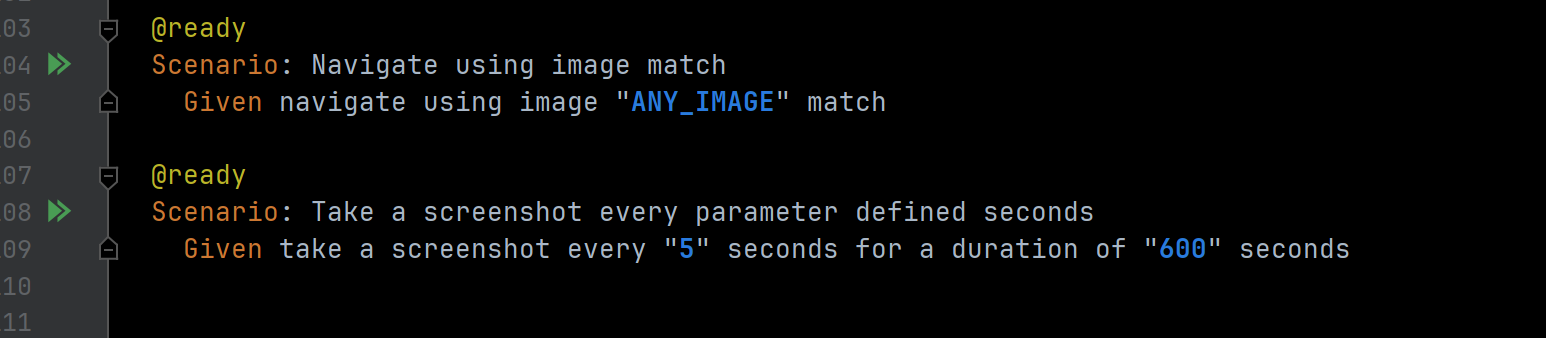 03 @ready
04 Scenario: Navigate using image match
05 Given navigate using image "ANY_IMAGE" match
06
07 @ready
08 Scenario: Take a screenshot every parameter defined seconds
09 Given take a screenshot every "5" seconds for a duration of "600" seconds
10
11